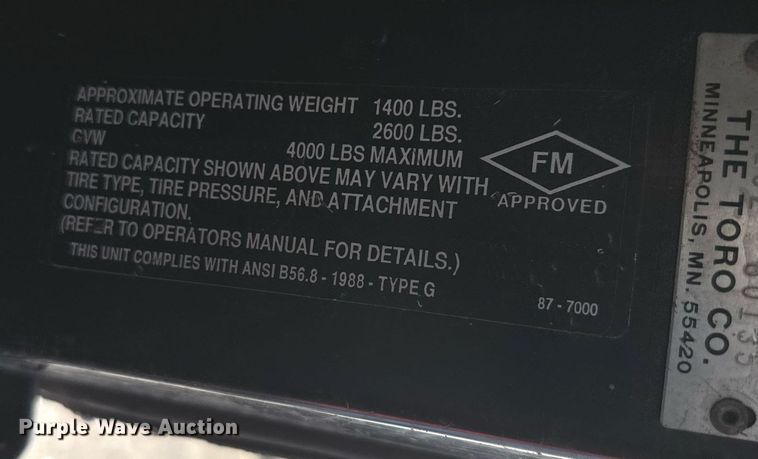 APPROXIMATE OPERATING WEIGHT 1400 LBS.
RATED CAPACITY 2600 LBS.
GVW 4000 LBS MAXIMUM
RATED CAPACITY SHOWN ABOVE MAY VARY WITH
TIRE TYPE, TIRE PRESSURE, AND ATTACHMENT
CONFIGURATION.
(REFER TO OPERATORS MANUAL FOR DETAILS.)
THIS UNIT COMPLIES WITH ANSI B56.8 - 1988 - TYPE G
87 - 7000
FM
APPROVED
THE TORO CO.
MINNEAPOLIS, MN. 55420
Purple Wave Auction